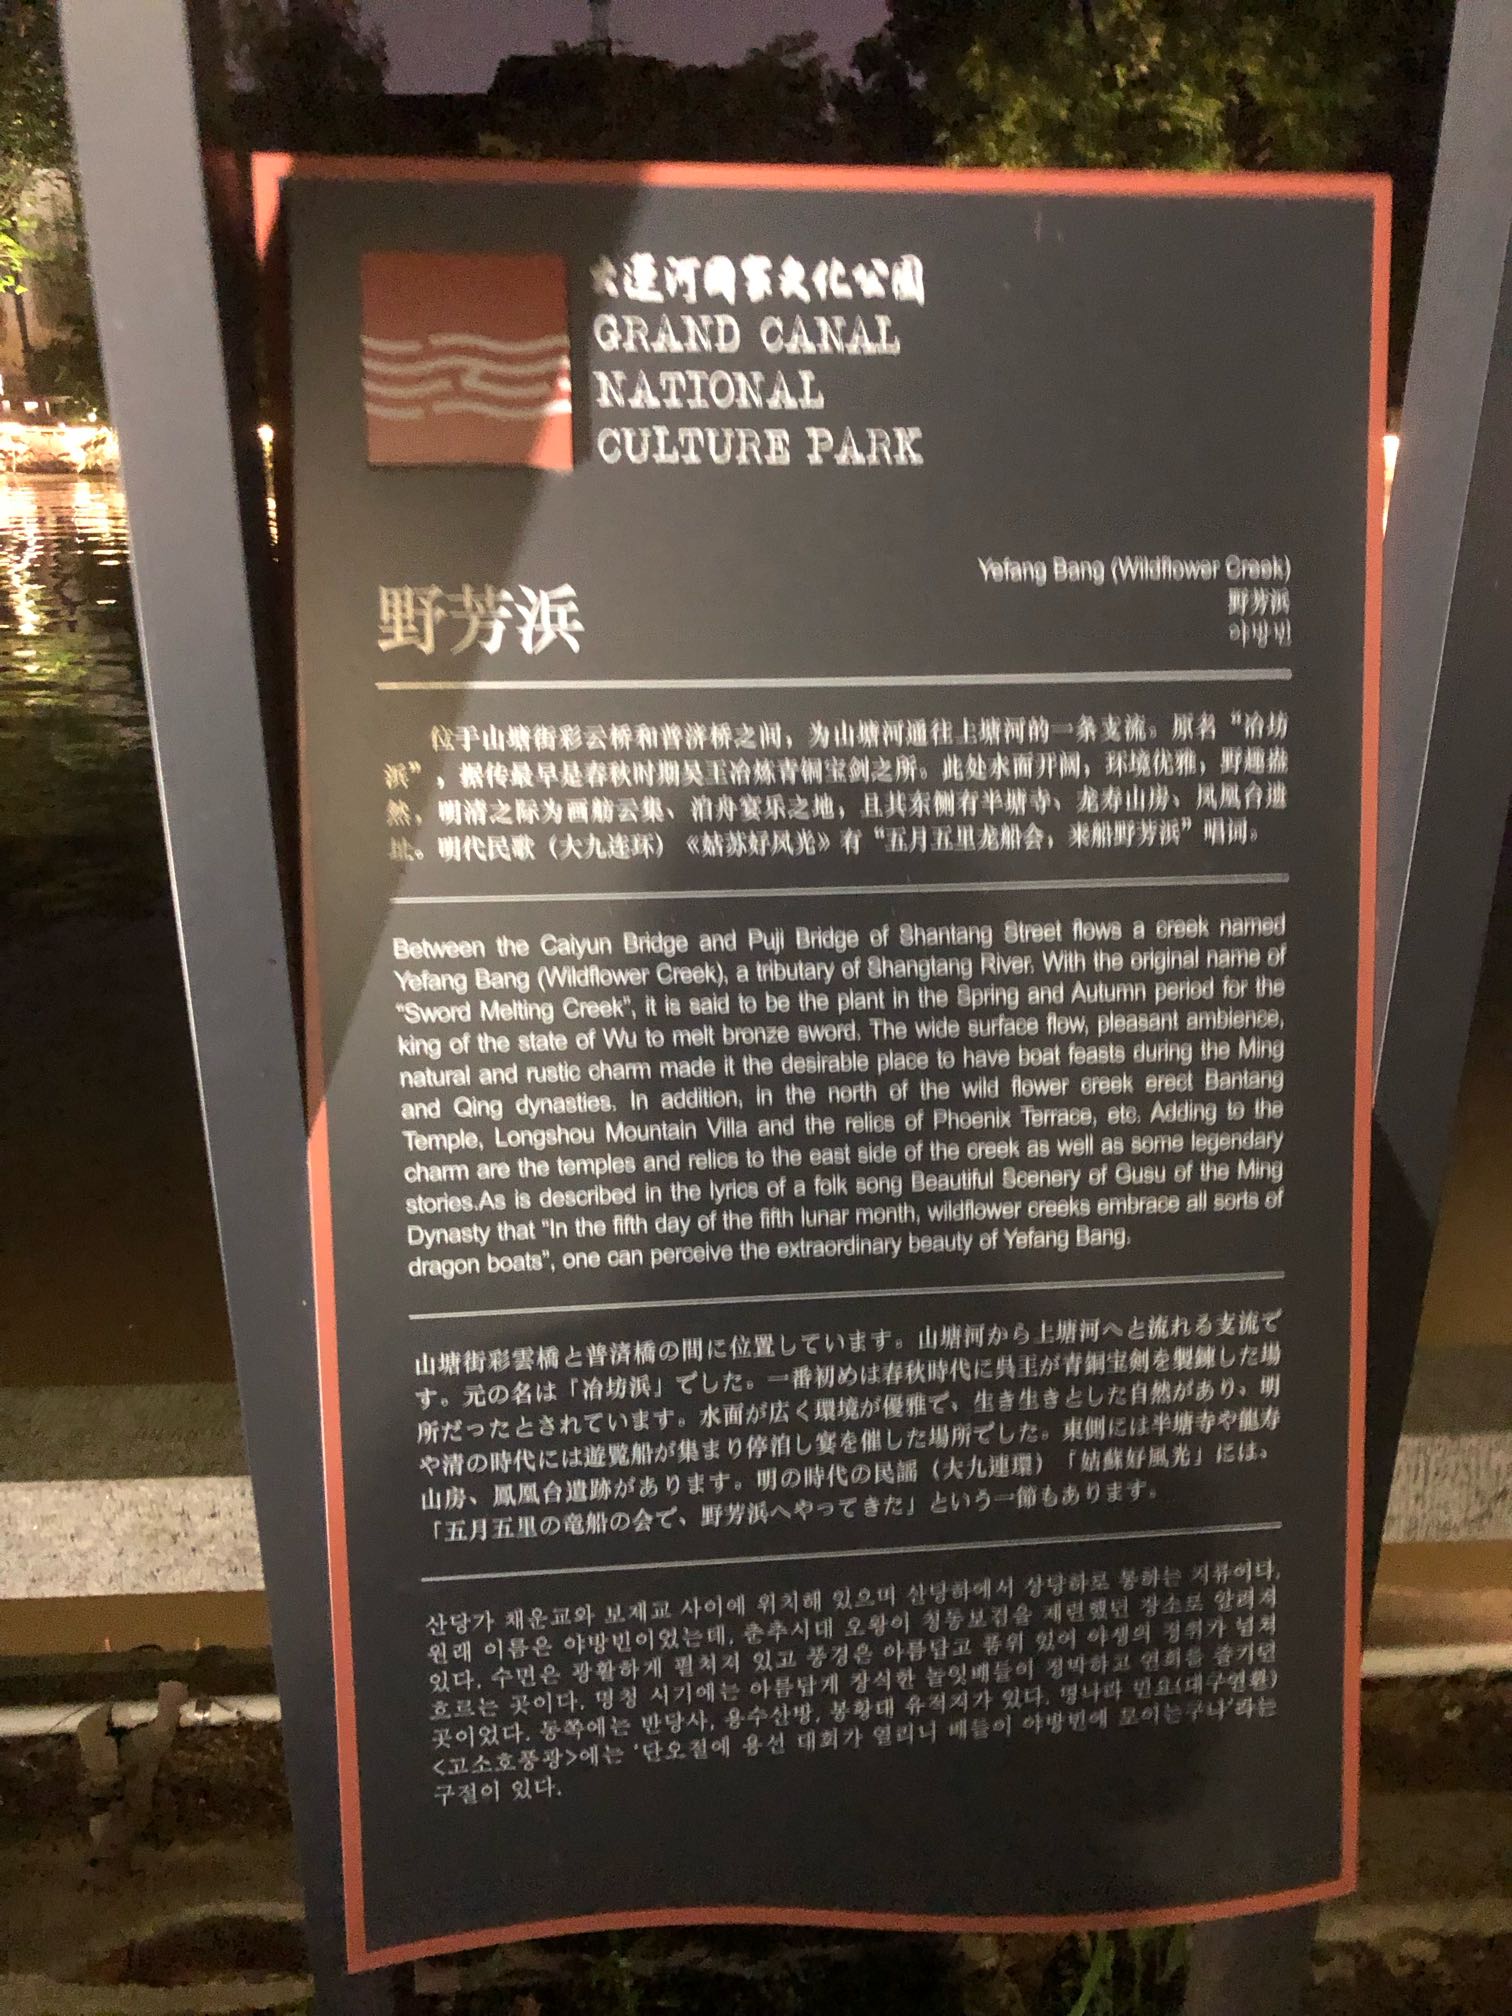 大运河国家文化公园
GRAND CANAL
NATIONAL
CULTURE PARK
Yefang Bang (Wildflower Creek)
野芳浜
야방빈
野芳浜
位于山塘街彩云桥和普济桥之间，为山塘河通往上塘河的一条支流。原名“冶坊
浜”，据传最早是春秋时期吴王冶炼青铜宝剑之所。此处水面开阔，环境优雅，野趣盎
然，明清之际为画舫云集、泊舟宴乐之地，且其东侧有半塘寺、龙寿山房、凤凰台遗
址。明代民歌（大九连环）《姑苏好风光》有“五月五里龙船会，来船野芳浜”唱词。
Between the Caiyun Bridge and Puji Bridge of Shantang Street flows a creek named
Yefang Bang (Wildflower Creek), a tributary of Shangtang River. With the original name of
“Sword Melting Creek”, it is said to be the plant in the Spring and Autumn period for the
king of the state of Wu to melt bronze sword. The wide surface flow, pleasant ambience,
natural and rustic charm made it the desirable place to have boat feasts during the Ming
and Qing dynasties. In addition, in the north of the wild flower creek erect Bantang
Temple, Longshou Mountain Villa and the relics of Phoenix Terrace, etc. Adding to the
charm are the temples and relics to the east side of the creek as well as some legendary
stories.As is described in the lyrics of a folk song Beautiful Scenery of Gusu of the Ming
Dynasty that “In the fifth day of the fifth lunar month, wildflower creeks embrace all sorts of
dragon boats”, one can perceive the extraordinary beauty of Yefang Bang.
山塘街彩雲橋と普済橋の間に位置しています。山塘河から上塘河へと流れる支流で
す。元の名は「冶坊浜」でした。一番初めは春秋時代に呉王が青銅宝剣を製錬した場
所だったとされています。水面が広く環境が優雅で、生き生きとした自然があり、明
や清の時代には遊覧船が集まり停泊し宴を催した場所でした。東側には半塘寺や龍寿
山房、鳳凰台遺跡があります。明の時代の民謡（大九連環）「姑蘇好風光」には、
「五月五里の竜船の会で、野芳浜へやってきた」という一節もあります。
산당가 채운교와 보제교 사이에 위치해 있으며 산당하에서 상당하로 통하는 지류이다.
원래 이름은 야방빈이었는데, 춘추시대 오왕이 청동보검을 제련했던 장소로 알려져
있다. 수면은 광활하게 펼쳐져 있고 풍경은 아름답고 품위 있어 야생의 정취가 넘쳐
흐르는 곳이다. 명청 시기에는 아름답게 장식한 놀잇배들이 정박하고 연회를 즐기던
곳이었다. 동쪽에는 반당사, 용수산방, 봉황대 유적지가 있다. 명나라 민요(대구연환)
<고소호풍광>에는 ‘단오절에 용선 대회가 열리니 배들이 야방빈에 모이는구나’라는
구절이 있다.